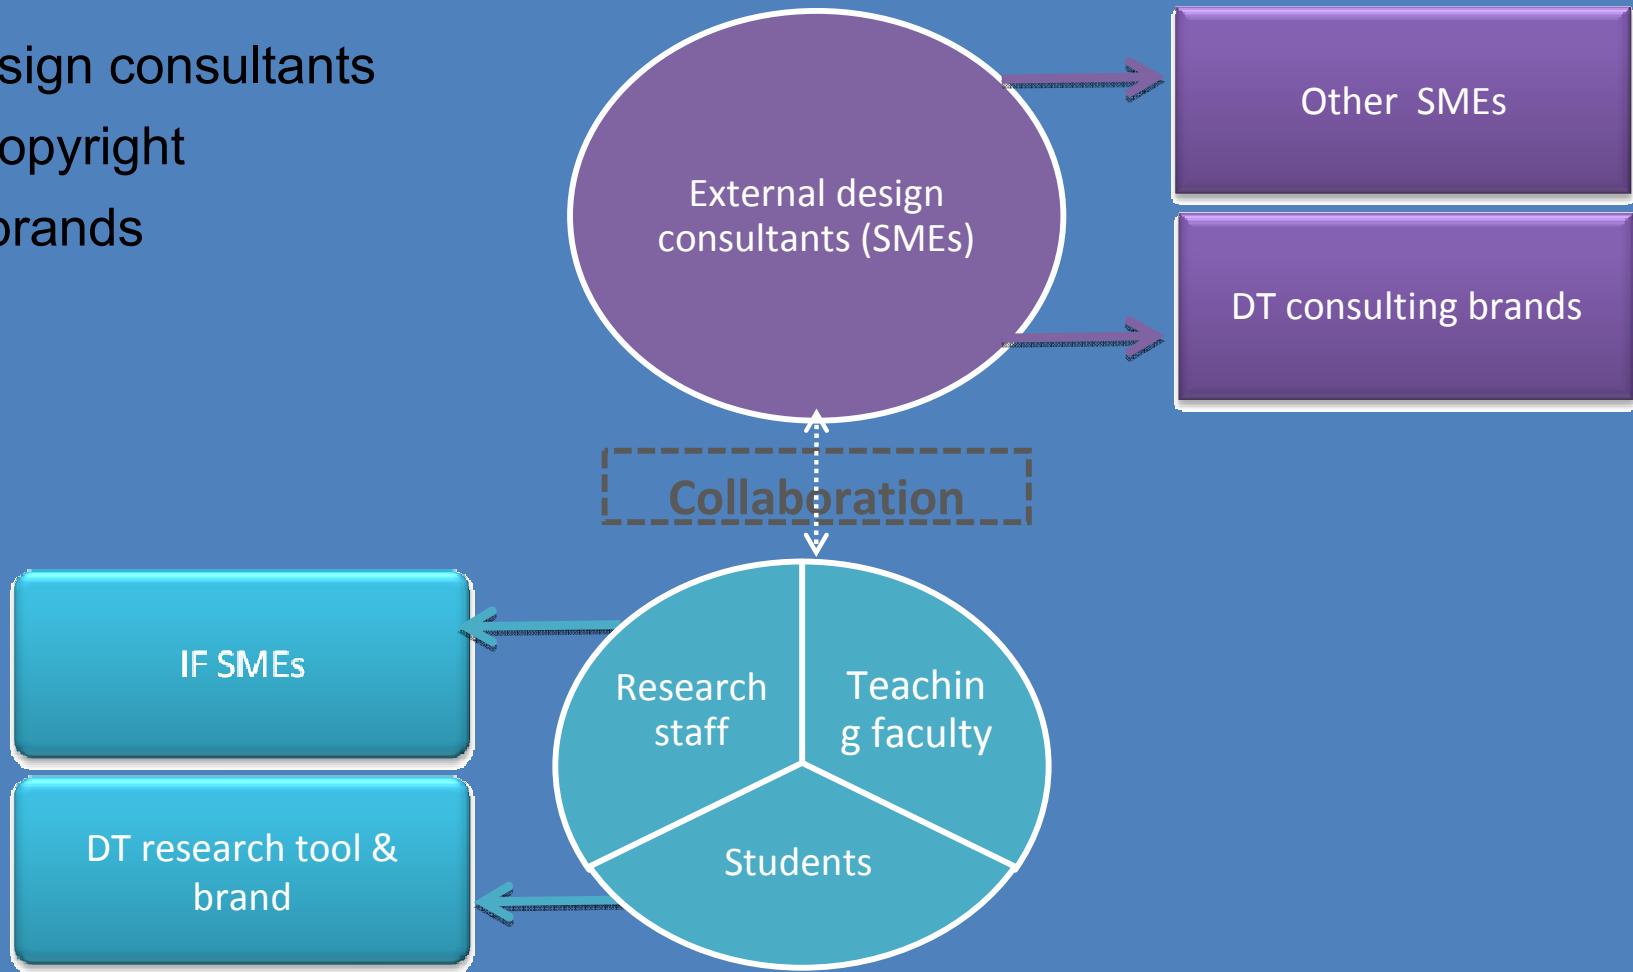 sign consultants
opyright
brands
External design
consultants (SMEs)
Other SMEs
DT consulting brands
Collaboration
IF SMEs
DT research tool &
brand
Research
staff
Teachin
g faculty
Students